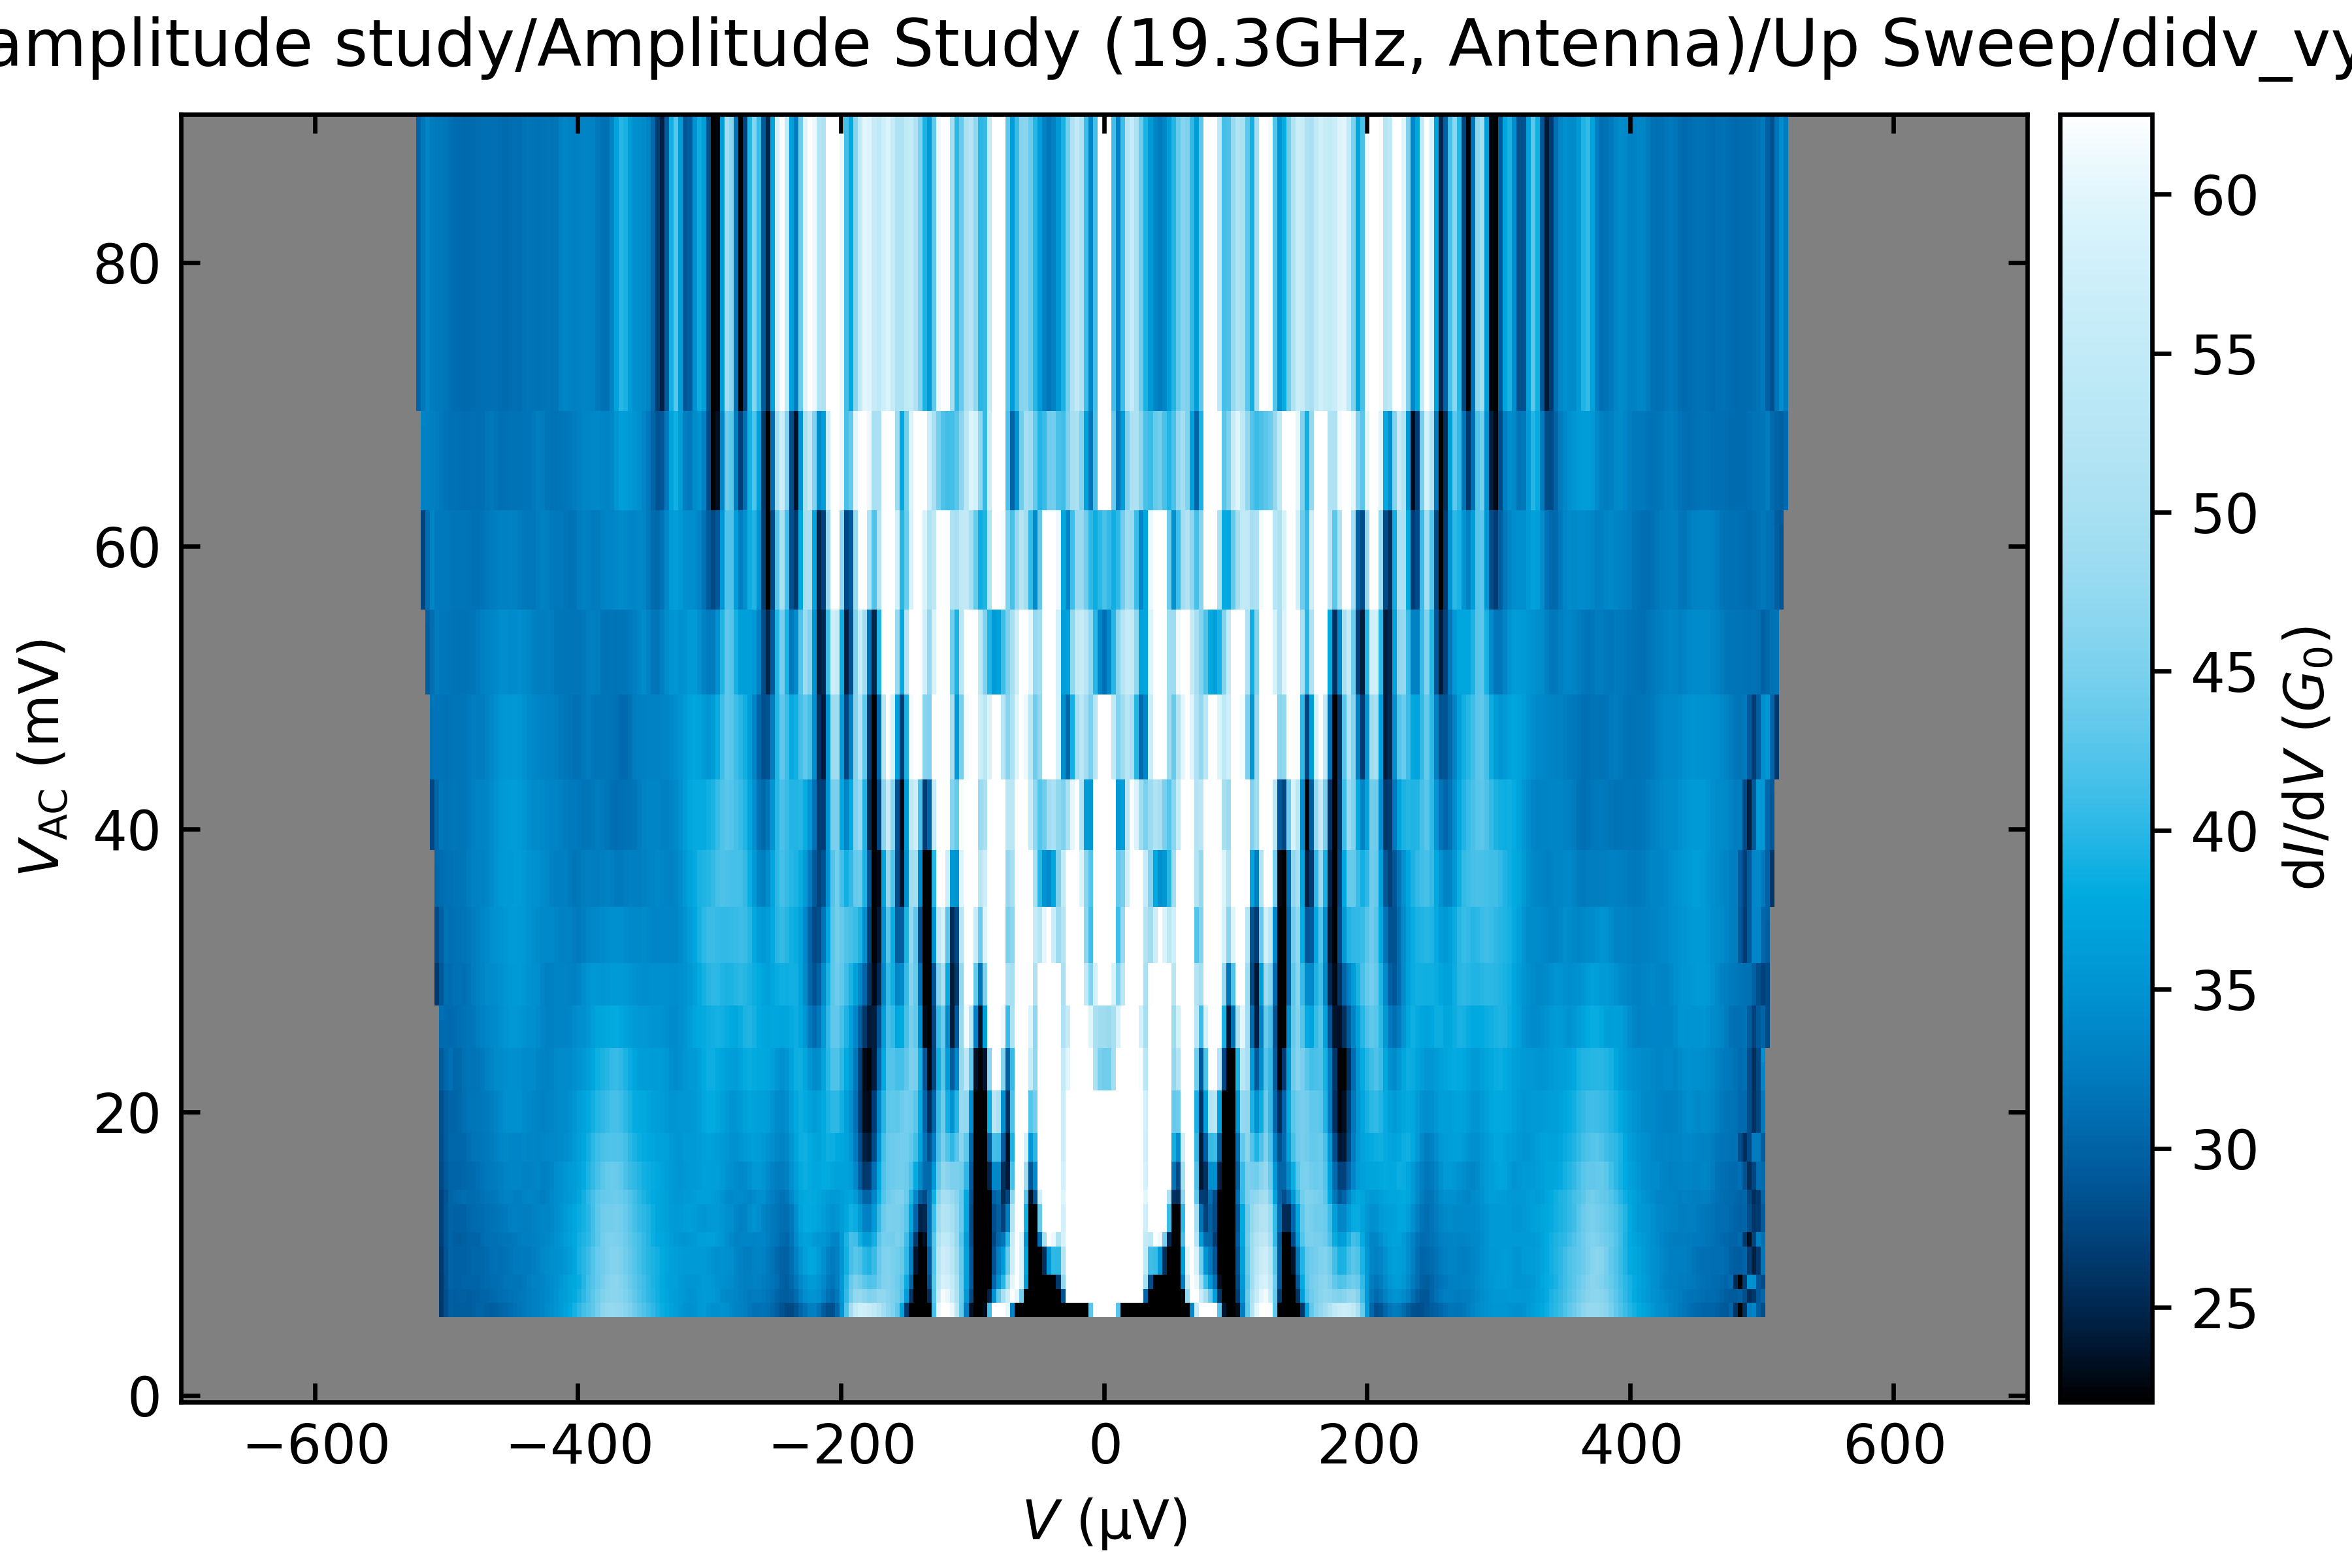 amplitude study/Amplitude Study (19.3GHz, Antenna)/Up Sweep/didv_vy
80
60
40
20
0
V_AC (mV)
−600 −400 −200 0 200 400 600
V (µV)
60
55
50
45
40
35
30
25
dI/dV (G₀)